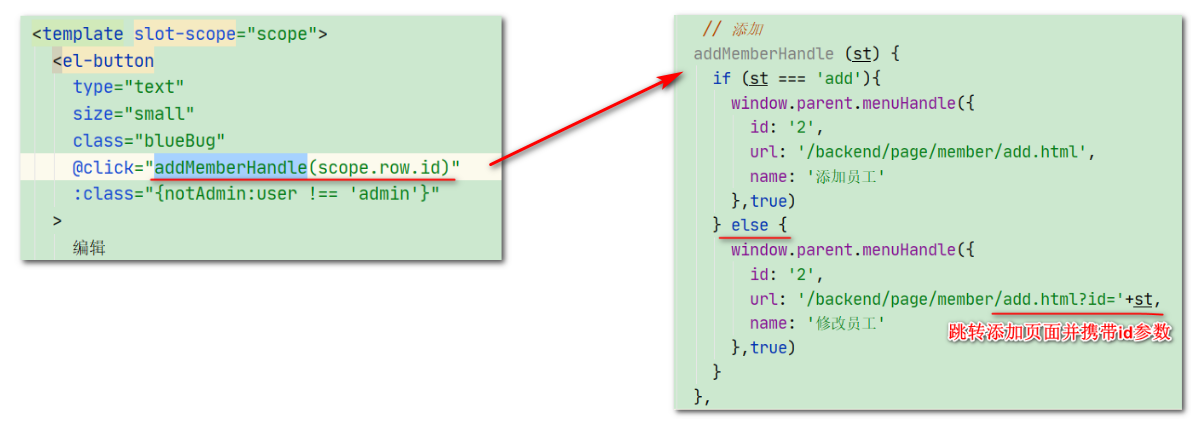 <template slot-scope="scope">
<el-button
type="text"
size="small"
class="blueBug"
@click="addMemberHandle(scope.row.id)"
:class="{notAdmin:user !== 'admin'}"
>
编辑
// 添加
addMemberHandle (st) {
if (st === 'add'){
window.parent.menuHandle({
id: '2',
url: '/backend/page/member/add.html',
name: '添加员工'
},true)
} else {
window.parent.menuHandle({
id: '2',
url: '/backend/page/member/add.html?id='+st,
name: '修改员工'
跳转添加页面并携带id参数
},true)
}
},